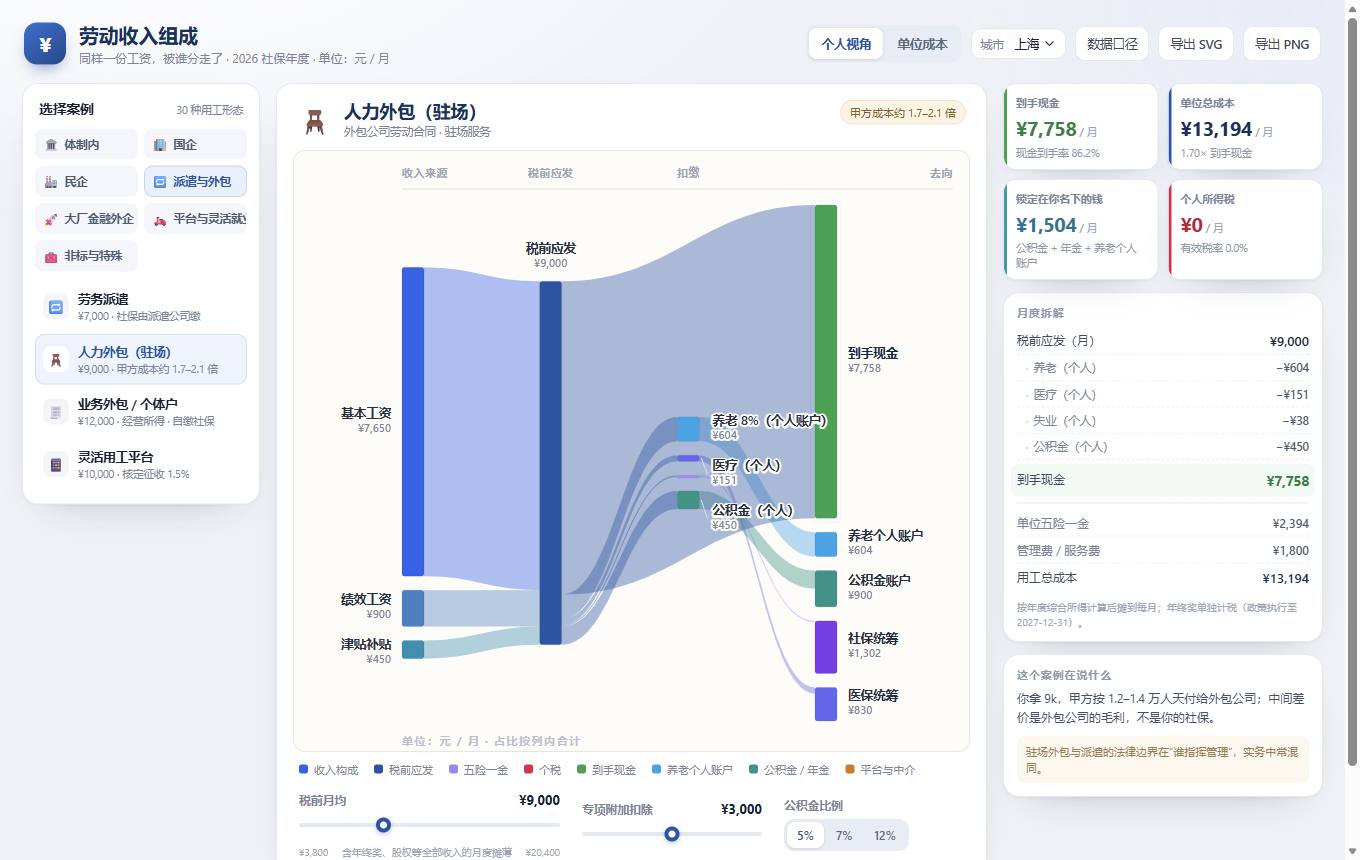 ¥
劳动收入组成
同样一份工资，被谁分走了 · 2026 社保年度 · 单位：元 / 月
个人视角
单位成本
城市 上海
数据口径
导出 SVG
导出 PNG
选择案例
30 种用工形态
体制内
国企
民企
派遣与外包
大厂金融外企
平台与灵活就业
非标与特殊
劳务派遣
¥7,000 · 社保由派遣公司缴
人力外包（驻场）
¥9,000 · 甲方成本约 1.7–2.1 倍
业务外包 / 个体户
¥12,000 · 经营所得 · 自缴社保
灵活用工平台
¥10,000 · 核定征收 1.5%
人力外包（驻场）
外包公司劳动合同 · 驻场服务
甲方成本约 1.7–2.1 倍
收入来源
税前应发
扣缴
去向
税前应发
¥9,000
基本工资
¥7,650
绩效工资
¥900
津贴补贴
¥450
养老 8%（个人账户）
¥604
医疗（个人）
¥151
公积金（个人）
¥450
到手现金
¥7,758
养老个人账户
¥604
公积金账户
¥900
社保统筹
¥1,302
医保统筹
¥830
单位：元 / 月 · 占比按列内合计
收入构成
税前应发
五险一金
个税
到手现金
养老个人账户
公积金 / 年金
平台与中介
税前月均
¥9,000
¥3,800
含年终奖、股权等全部收入的月度摊薄
¥20,400
专项附加扣除
¥3,000
公积金比例
5%
7%
12%
到手现金
¥7,758 / 月
现金到手率 86.2%
单位总成本
¥13,194 / 月
1.70× 到手现金
锁定在你名下的钱
¥1,504 / 月
公积金 + 年金 + 养老个人
账户
个人所得税
¥0 / 月
有效税率 0.0%
月度拆解
税前应发（月）
¥9,000
· 养老（个人）
−¥604
· 医疗（个人）
−¥151
· 失业（个人）
−¥38
· 公积金（个人）
−¥450
到手现金
¥7,758
单位五险一金
¥2,394
管理费 / 服务费
¥1,800
用工总成本
¥13,194
按年度综合所得计算后摊到每月；年终奖单独计税（政策执行至
2027-12-31）。
这个案例在说什么
你拿 9k，甲方按 1.2–1.4 万人天付给外包公司；中间差
价是外包公司的毛利，不是你的社保。
驻场外包与派遣的法律边界在“谁指挥管理”，实务中常混
同。